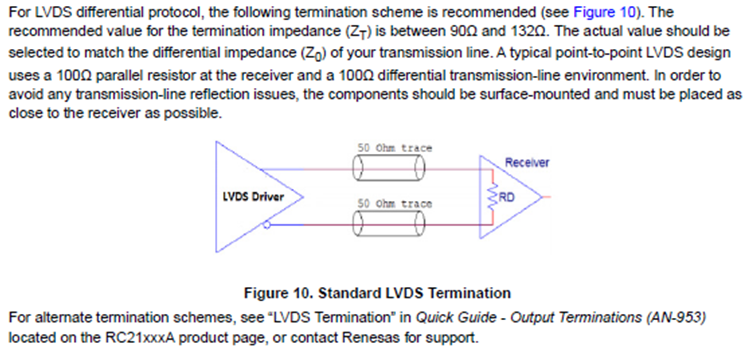 For LVDS differential protocol, the following termination scheme is recommended (see Figure 10). The
recommended value for the termination impedance (ZT) is between 90Ω and 132Ω. The actual value should be
selected to match the differential impedance (Z0) of your transmission line. A typical point-to-point LVDS design
uses a 100Ω parallel resistor at the receiver and a 100Ω differential transmission-line environment. In order to
avoid any transmission-line reflection issues, the components should be surface-mounted and must be placed as
close to the receiver as possible.
50 Ohm trace
Receiver
LVDS Driver
50 Ohm trace
RD
Figure 10. Standard LVDS Termination
For alternate termination schemes, see “LVDS Termination” in Quick Guide - Output Terminations (AN-953)
located on the RC21xxxA product page, or contact Renesas for support.